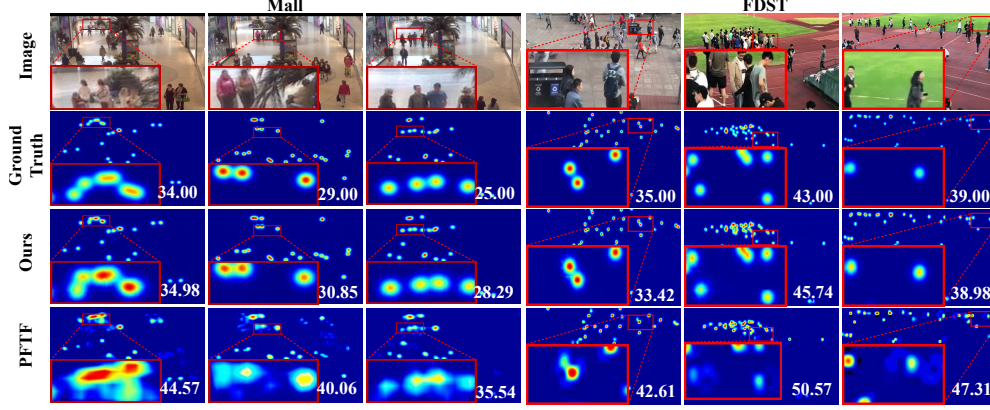 Mall FDST
Image
Ground Truth
34.00 29.00 25.00 35.00 43.00 39.00
Ours
34.98 30.85 28.29 33.42 45.74 38.98
PFTF
44.57 40.06 35.54 42.61 50.57 47.31